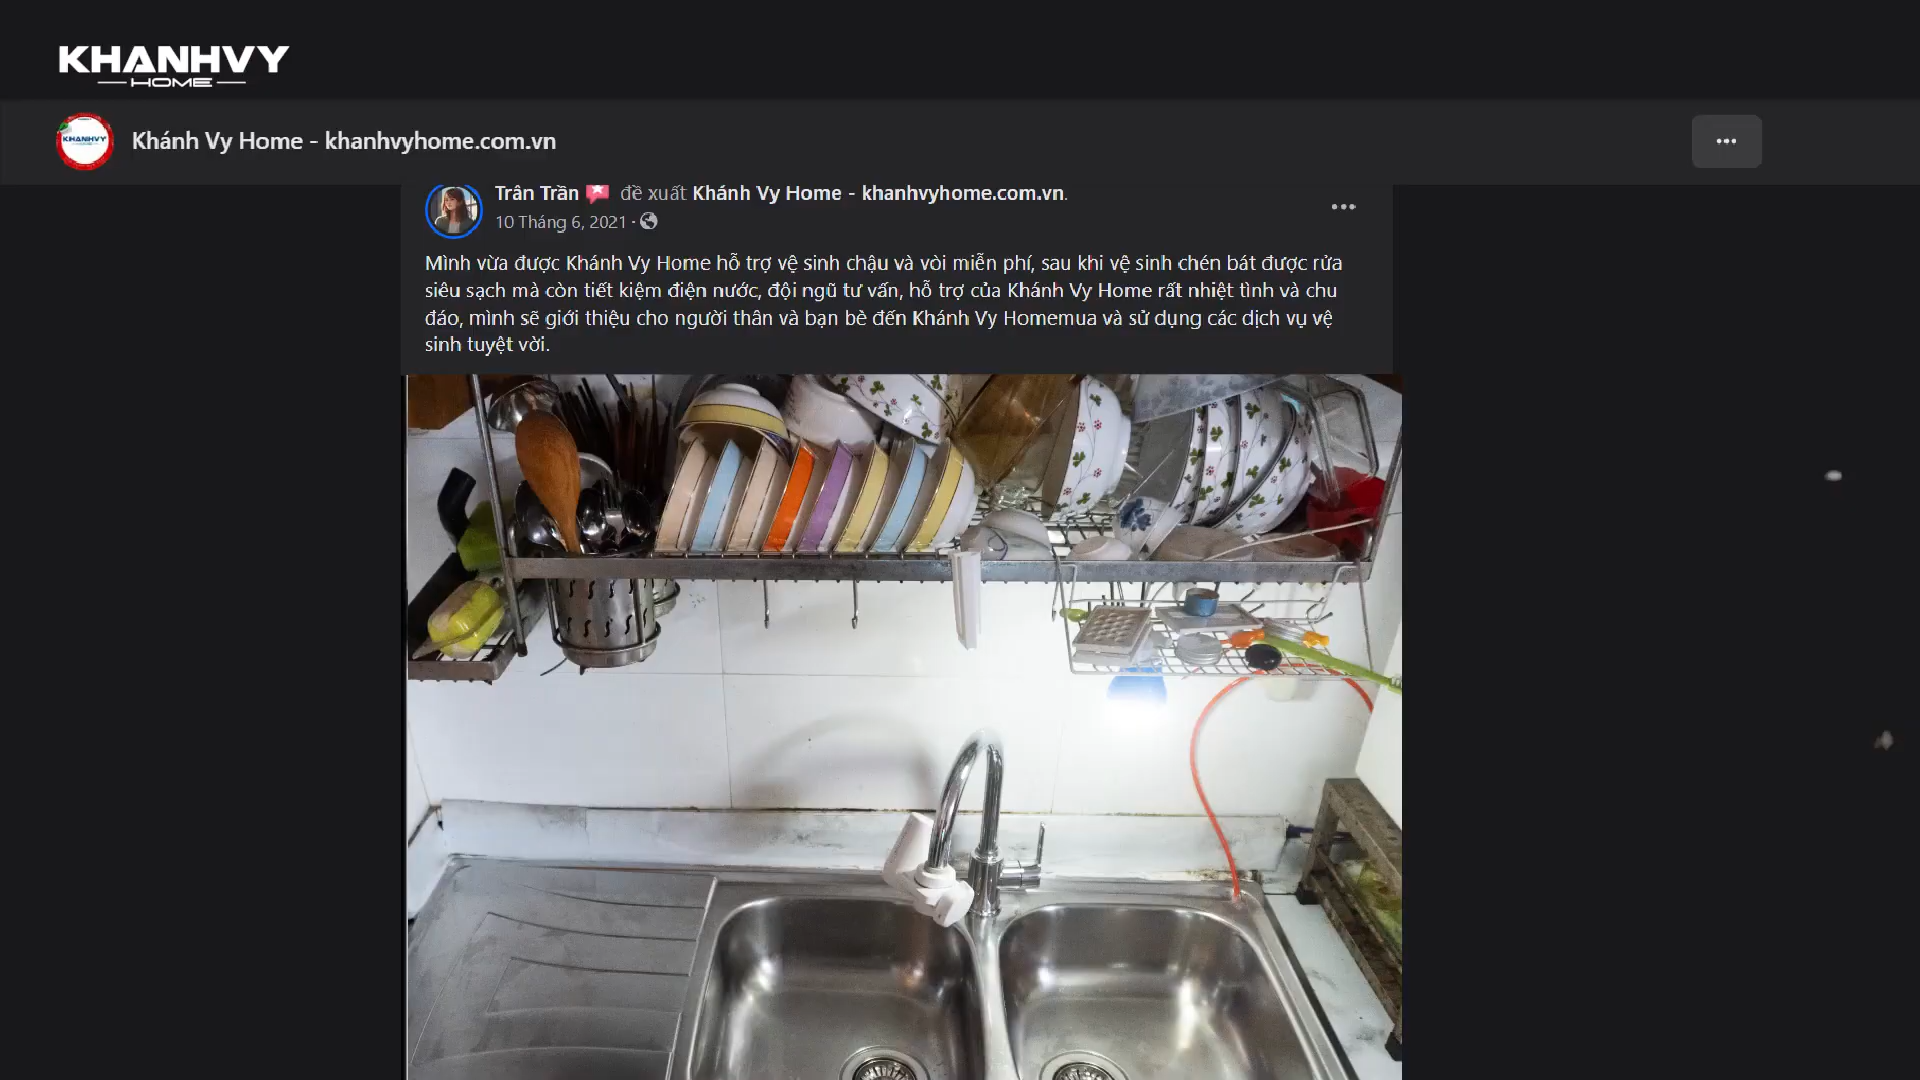 KHANHVY
HOME
KHANHVY
Khánh Vy Home - khanhvyhome.com.vn
Trân Trần đề xuất Khánh Vy Home - khanhvyhome.com.vn.
10 Tháng 6, 2021 ·
Mình vừa được Khánh Vy Home hỗ trợ vệ sinh chậu và vòi miễn phí, sau khi vệ sinh chén bát được rửa
siêu sạch mà còn tiết kiệm điện nước, đội ngũ tư vấn, hỗ trợ của Khánh Vy Home rất nhiệt tình và chu
đáo, mình sẽ giới thiệu cho người thân và bạn bè đến Khánh Vy Homemua và sử dụng các dịch vụ vệ
sinh tuyệt vời.